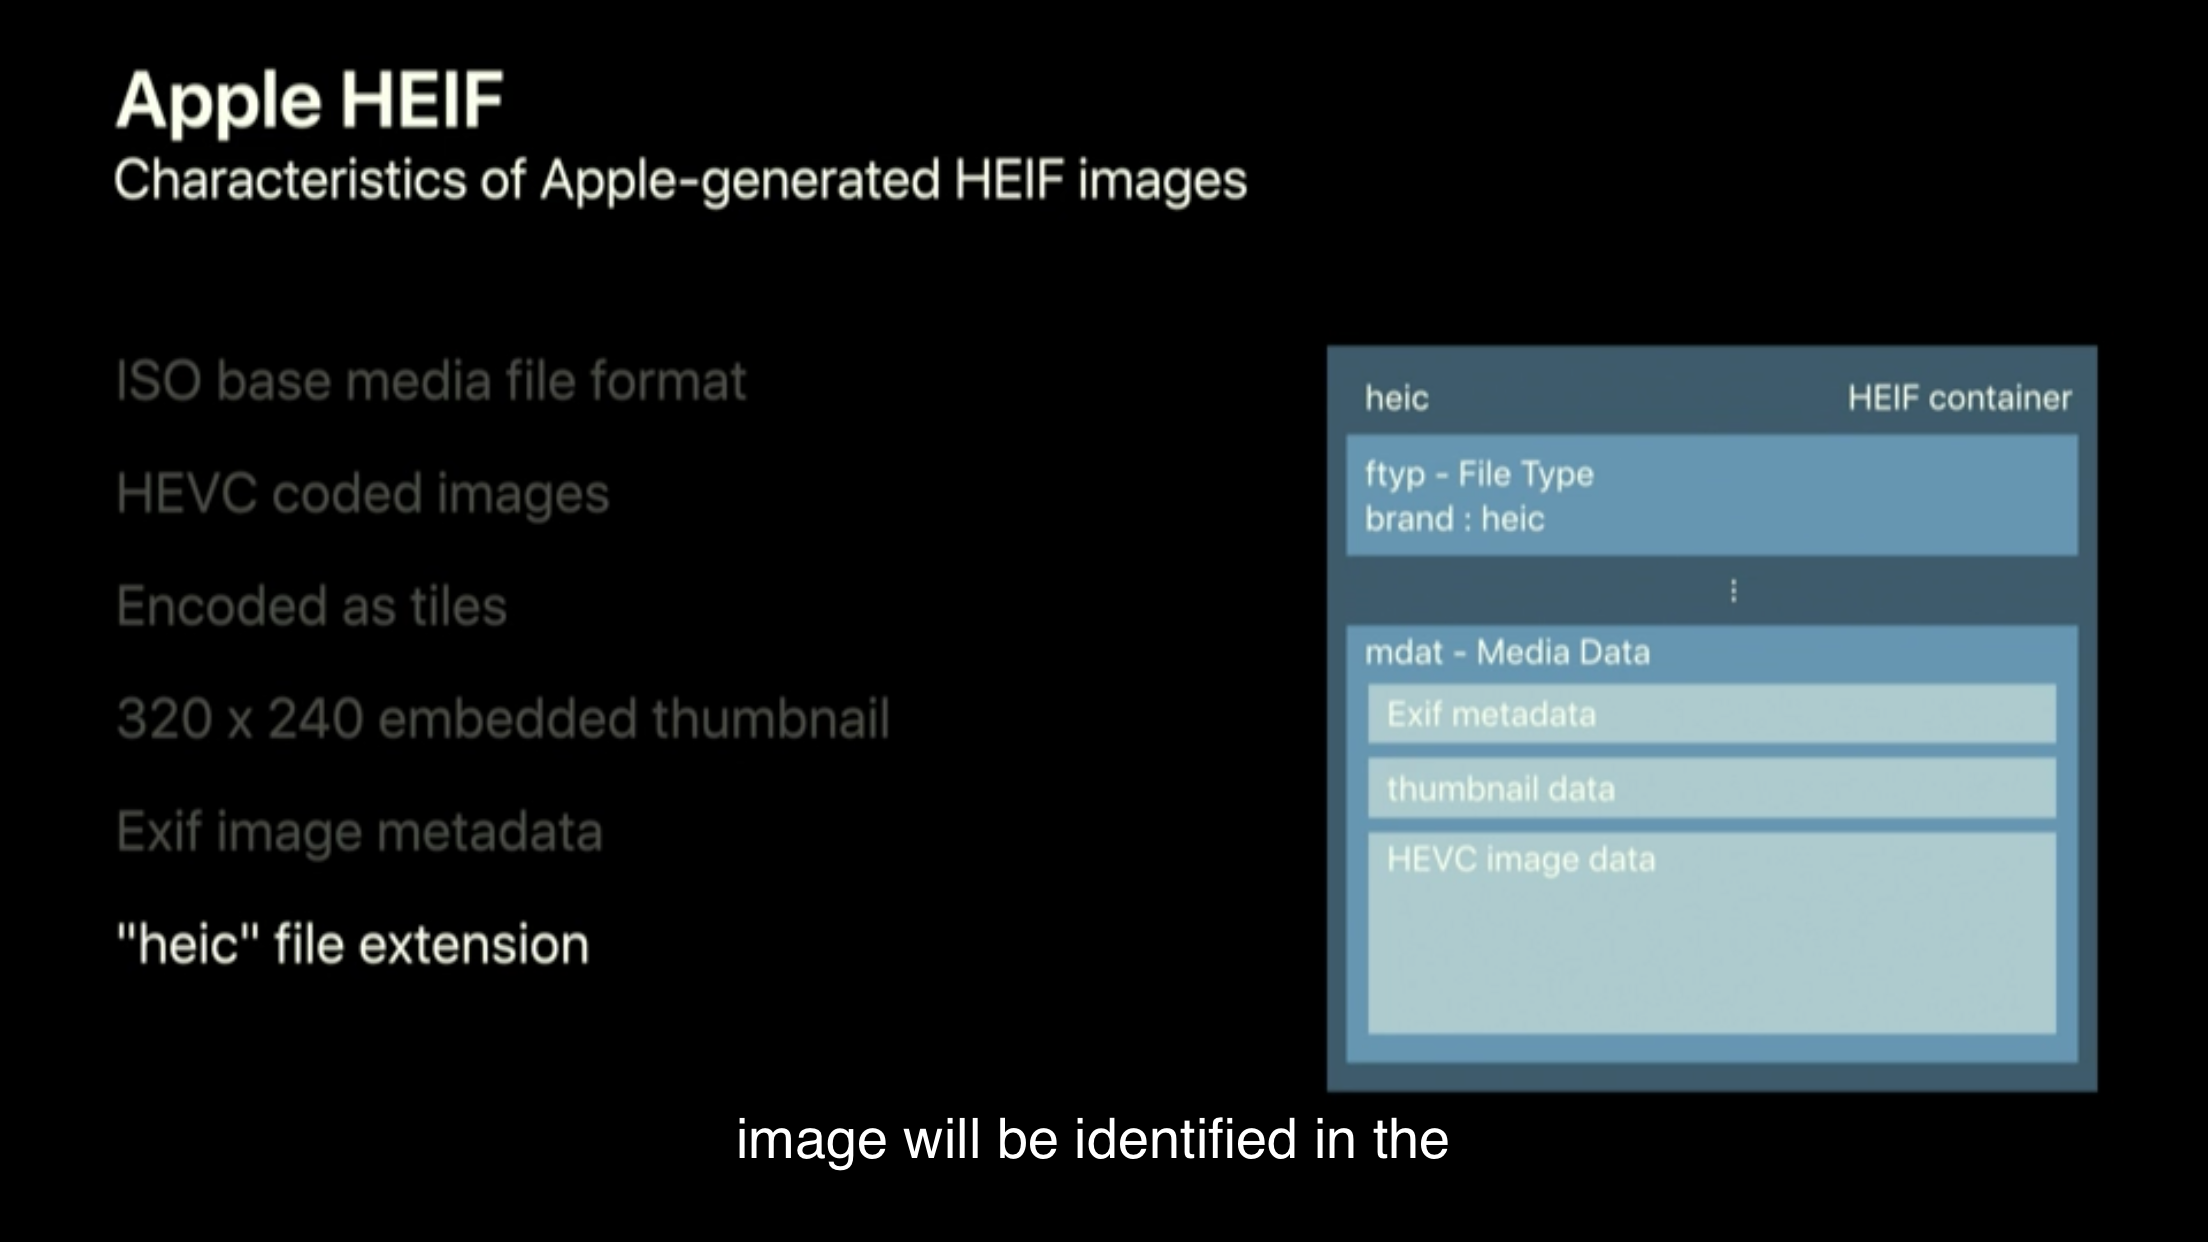 Apple HEIF
Characteristics of Apple-generated HEIF images
ISO base media file format
HEVC coded images
Encoded as tiles
320 x 240 embedded thumbnail
Exif image metadata
"heic" file extension
heic
HEIF container
ftyp - File Type
brand : heic
mdat - Media Data
Exif metadata
thumbnail data
HEVC image data
image will be identified in the